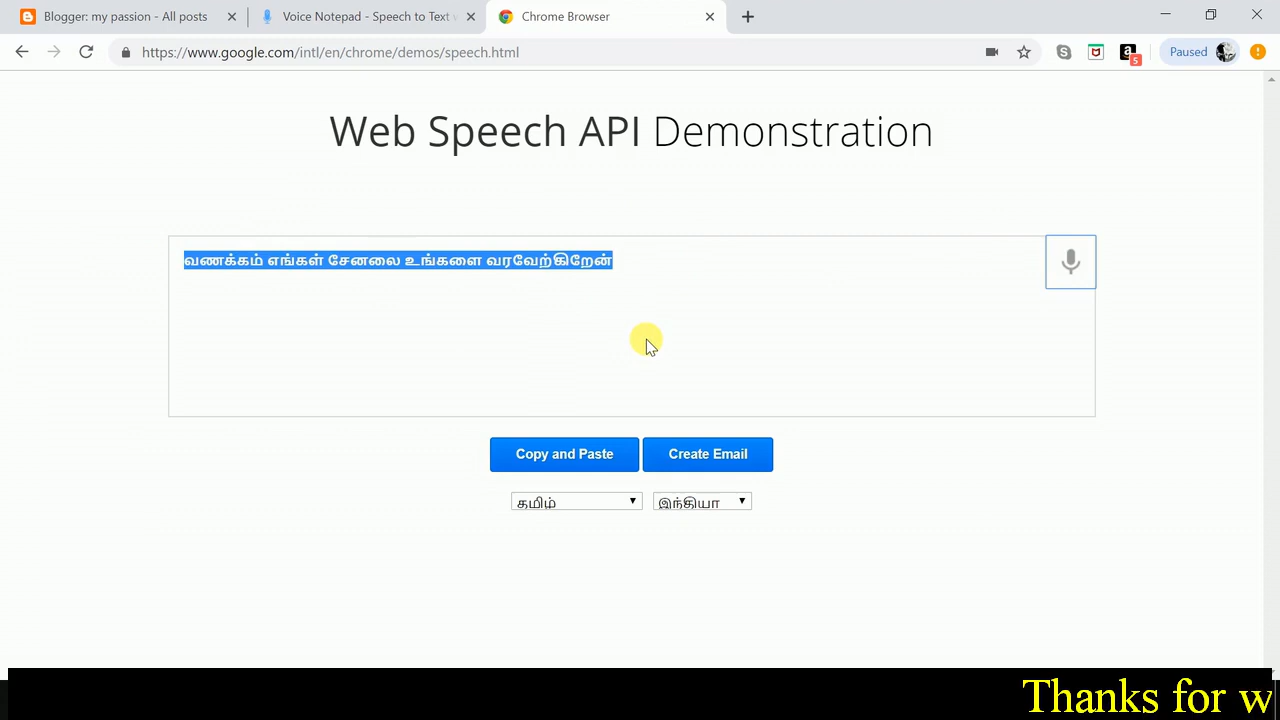 Blogger: my passion - All posts
Voice Notepad - Speech to Text
Chrome Browser
https://www.google.com/intl/en/chrome/demos/speech.html
5
Paused
Web Speech API Demonstration
வணக்கம் எங்கள் சேனலை உங்களை வரவேற்கிறேன்
Copy and Paste
Create Email
தமிழ்
இந்தியா
Thanks for w